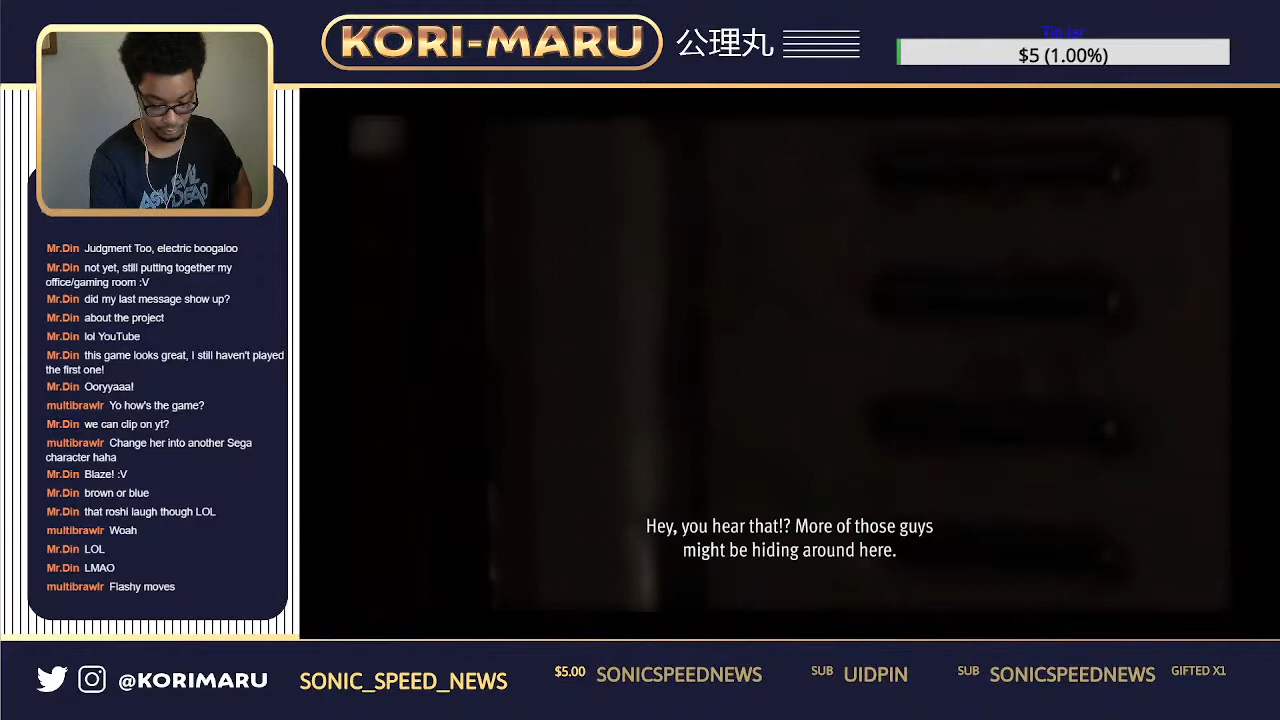 KORI-MARU
公理丸
Tip Jar
$5 (1.00%)
ASH EVIL
DEAD
Mr.Din Judgment Too, electric boogaloo
Mr.Din not yet, still putting together my
office/gaming room :V
Mr.Din did my last message show up?
Mr.Din about the project
Mr.Din lol YouTube
Mr.Din this game looks great, I still haven't played
the first one!
Mr.Din Ooryyaaa!
multibrawlr Yo how's the game?
Mr.Din we can clip on yt?
multibrawlr Change her into another Sega
character haha
Mr.Din Blaze! :V
Mr.Din brown or blue
Mr.Din that roshi laugh though LOL
multibrawlr Woah
Mr.Din LOL
Mr.Din LMAO
multibrawlr Flashy moves
Hey, you hear that!? More of those guys
might be hiding around here.
@KORIMARU
SONIC_SPEED_NEWS
$5.00 SONICSPEEDNEWS
SUB UIDPIN
SUB SONICSPEEDNEWS GIFTED X1